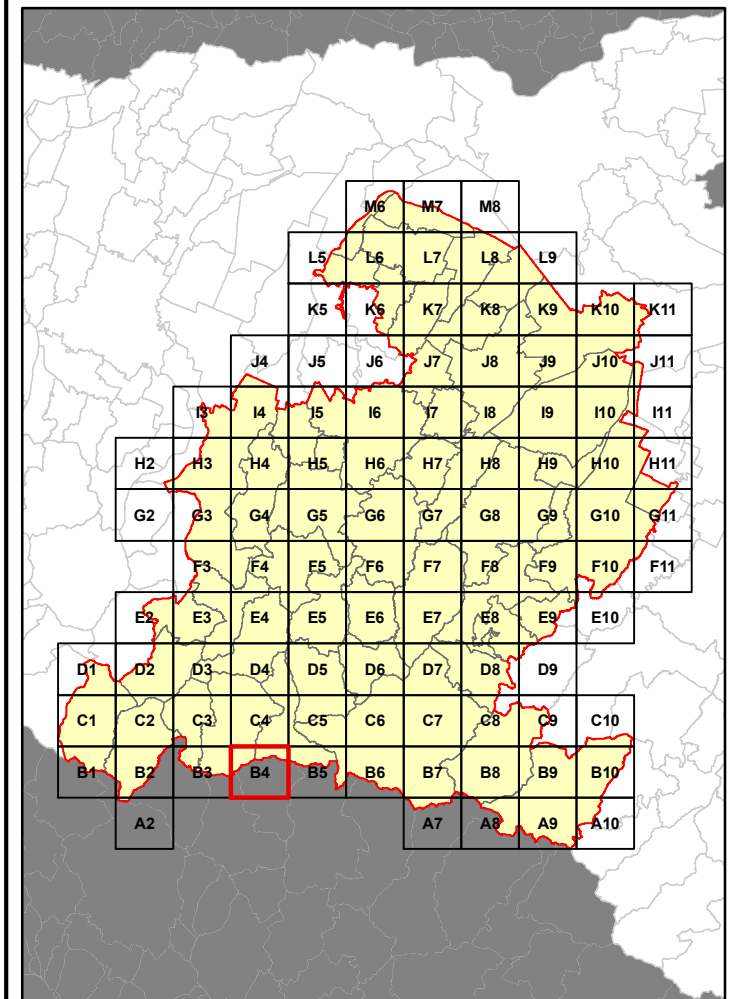 M6 M7 M8
L5 L6 L7 L8 L9
K5 K6 K7 K8 K9 K10 K11
J4 J5 J6 J7 J8 J9 J10 J11
I3 I4 I5 I6 I7 I8 I9 I10 I11
H2 H3 H4 H5 H6 H7 H8 H9 H10 H11
G2 G3 G4 G5 G6 G7 G8 G9 G10 G11
F3 F4 F5 F6 F7 F8 F9 F10 F11
E2 E3 E4 E5 E6 E7 E8 E9 E10
D1 D2 D3 D4 D5 D6 D7 D8 D9
C1 C2 C3 C4 C5 C6 C7 C8 C9 C10
B1 B2 B3 B4 B5 B6 B7 B8 B9 B10
A2 A7 A8 A9 A10